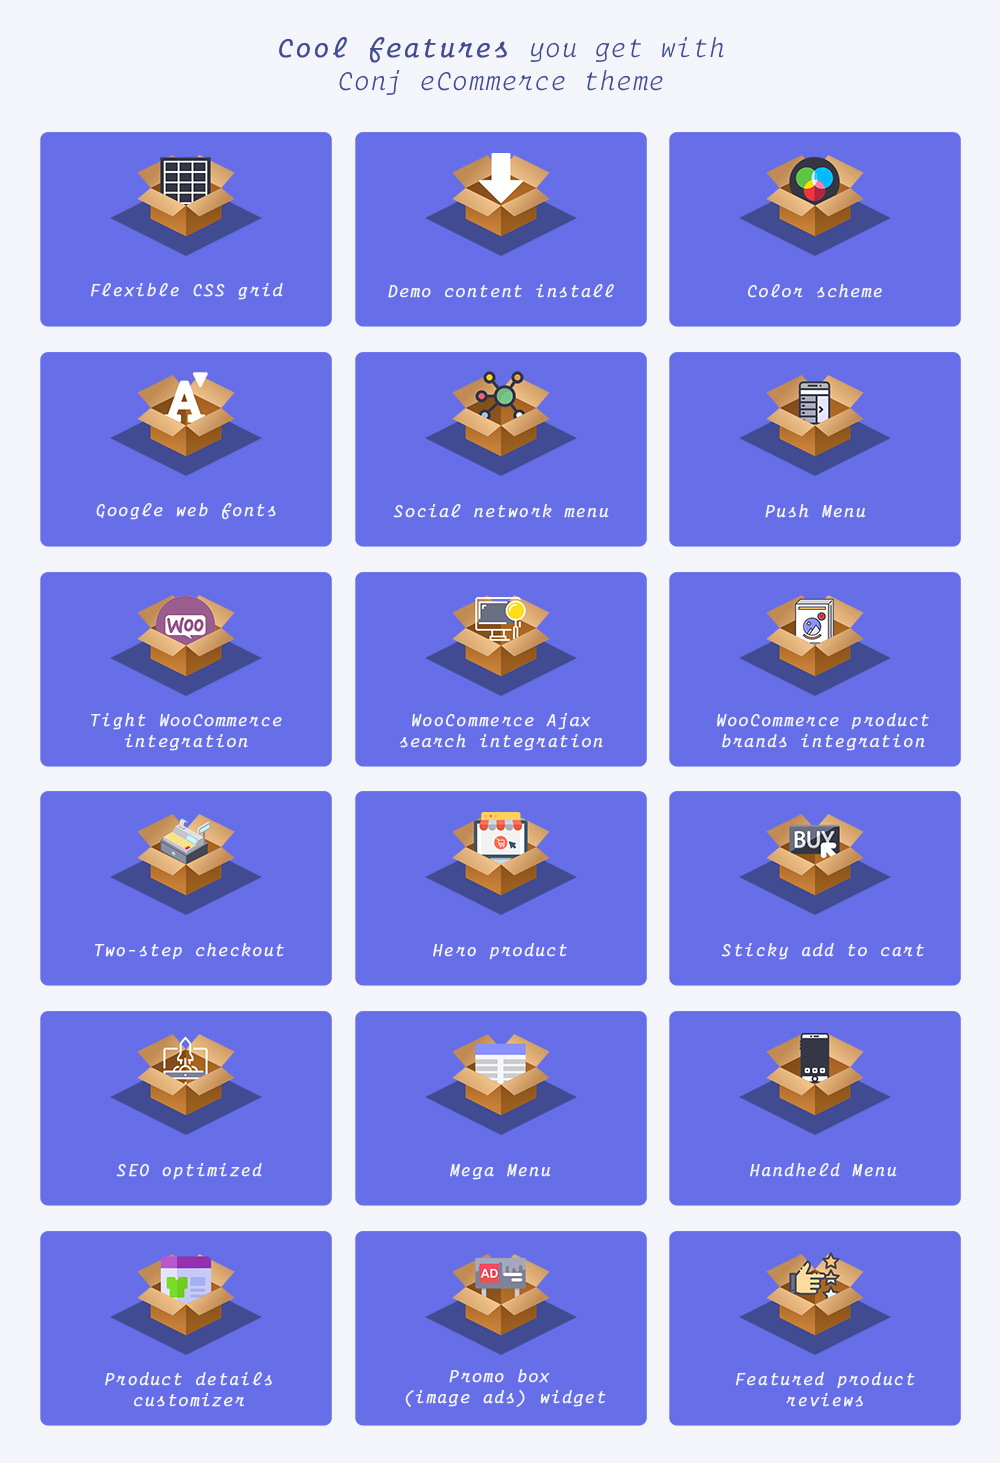 Cool features you get with
Conj eCommerce theme
Flexible CSS grid
Demo content install
Color scheme
Google web fonts
Social network menu
Push Menu
WOO
Tight WooCommerce
integration
WooCommerce Ajax
search integration
WooCommerce product
brands integration
Two-step checkout
Hero product
BUY
Sticky add to cart
SEO optimized
Mega Menu
Handheld Menu
Product details
customizer
AD
Promo box
(image ads) widget
Featured product
reviews